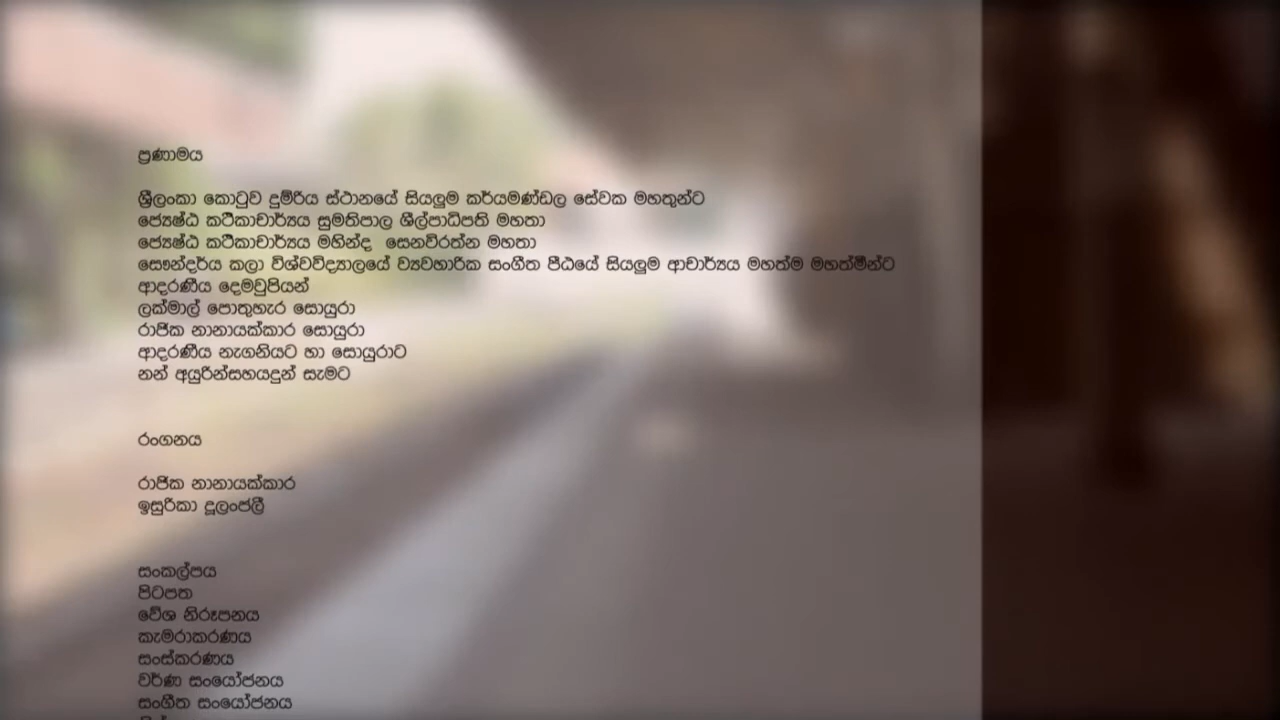 ප්‍රණාමය
ශ්‍රීලංකා කොටුව දුම්රිය ස්ථානයේ සියලුම කර්යමණ්ඩල සේවක මහතුන්ට
ජ්‍යෙෂ්ඨ කථිකාචාර්ය්‍ය සුමතිපාල ශීල්පාධිපති මහතා
ජ්‍යෙෂ්ඨ කථිකාචාර්ය්‍ය මහින්ද සෙනවිරත්න මහතා
සෞන්දර්ය කලා විශ්වවිද්‍යාලයේ ව්‍යවහාරික සංගීත පීඨයේ සියලුම ආචාර්ය්‍ය මහත්ම මහත්මීන්ට
ආදරණීය දෙමවුපියන්
ලක්මාල් පොතුහැර සොයුරා
රාජික නානායක්කාර සොයුරා
ආදරණීය නැගනියට හා සොයුරාට
නන් අයුරින්සහයදුන් සැමට
රංගනය
රාජික නානායක්කාර
ඉසුරිකා දූලංජලී
සංකල්පය
පිටපත
වේශ නිරූපනය
කැමරාකරණය
සංස්කරණය
වර්ණ සංයෝජනය
සංගීත සංයෝජනය